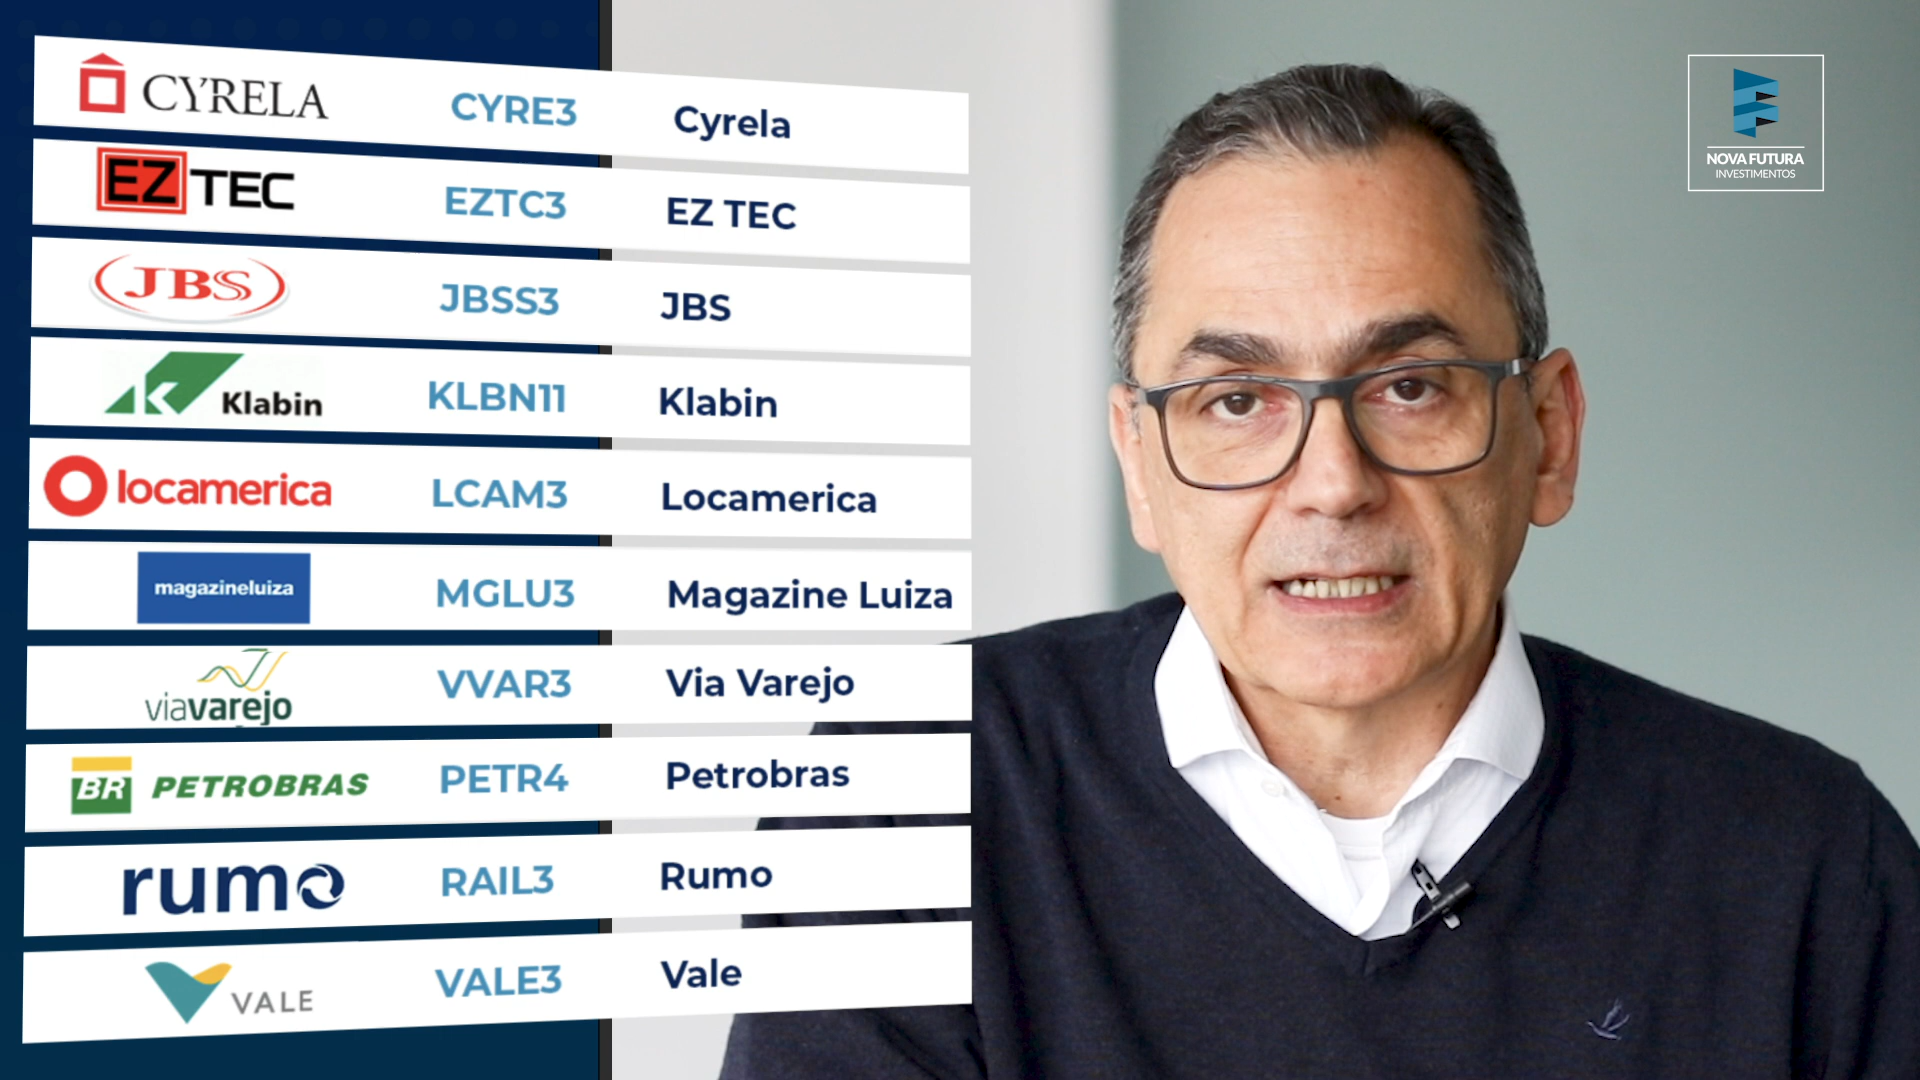 CYRELA CYRE3 Cyrela
EZ TEC EZTC3 EZ TEC
JBS JBSS3 JBS
Klabin KLBN11 Klabin
locamerica LCAM3 Locamerica
magazineluiza MGLU3 Magazine Luiza
viavarejo VVAR3 Via Varejo
BR PETROBRAS PETR4 Petrobras
rumo RAIL3 Rumo
VALE VALE3 Vale
NOVA FUTURA
INVESTIMENTOS